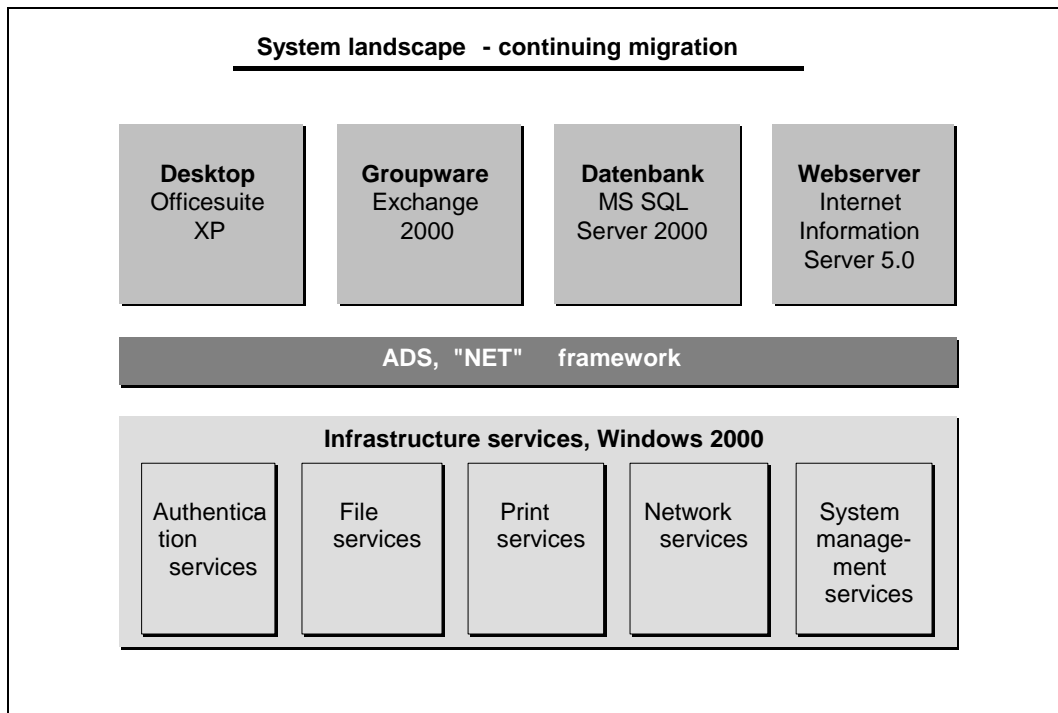 System landscape - continuing migration
Desktop
Officesuite
XP
Groupware
Exchange
2000
Datenbank
MS SQL
Server 2000
Webserver
Internet
Information
Server 5.0
ADS, "NET" framework
Infrastructure services, Windows 2000
Authentica
tion
services
File
services
Print
services
Network
services
System
manage-
ment
services